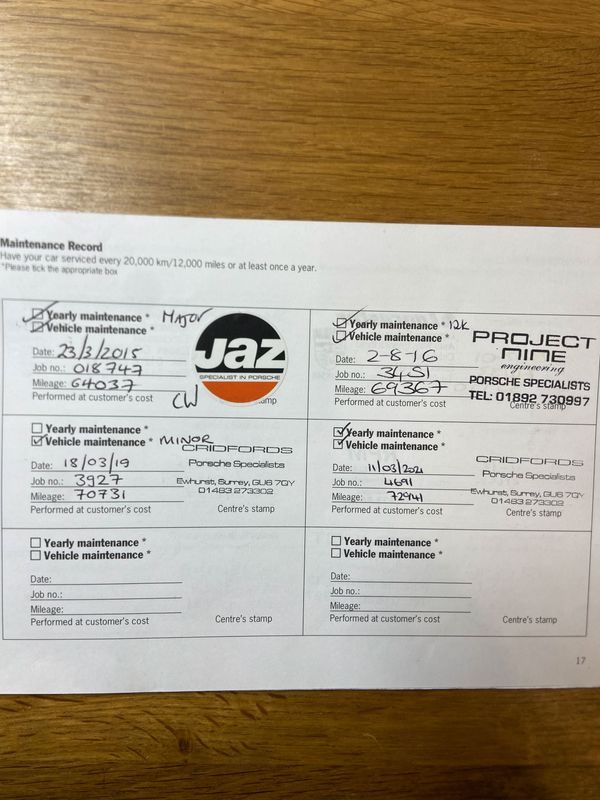 Maintenance Record
Have your car serviced every 20,000 km/12,000 miles or at least once a year.
*Please tick the appropriate box
Yearly maintenance * MAJOR
Vehicle maintenance *
Date: 23/3/2015
Job no.: 018747
Mileage: 64037
Performed at customer's cost CW
jaz
SPECIALIST IN PORSCHE
omp
Yearly maintenance * 12K
Vehicle maintenance *
Date: 2-8-16
Job no.: 3451
Mileage: 69367
Performed at customer's cost
PROJECT
NINE
engineering
PORSCHE SPECIALISTS
TEL: 01892 730997
Centre's stamp
Yearly maintenance *
Vehicle maintenance * MINOR
Date: 18/03/19
Job no.: 3927
Mileage: 70731
Performed at customer's cost
CRIDFORDS
Porsche Specialists
Ewhurst, Surrey, GU6 7QY
01483 273302
Centre's stamp
Yearly maintenance *
Vehicle maintenance *
Date: 11/03/2021
Job no.: 4691
Mileage: 72941
Performed at customer's cost
CRIDFORDS
Porsche Specialists
Ewhurst, Surrey, GU6 7QY
01483 273302
Centre's stamp
Yearly maintenance *
Vehicle maintenance *
Date:
Job no.:
Mileage:
Performed at customer's cost
Centre's stamp
Yearly maintenance *
Vehicle maintenance *
Date:
Job no.:
Mileage:
Performed at customer's cost
Centre's stamp
17